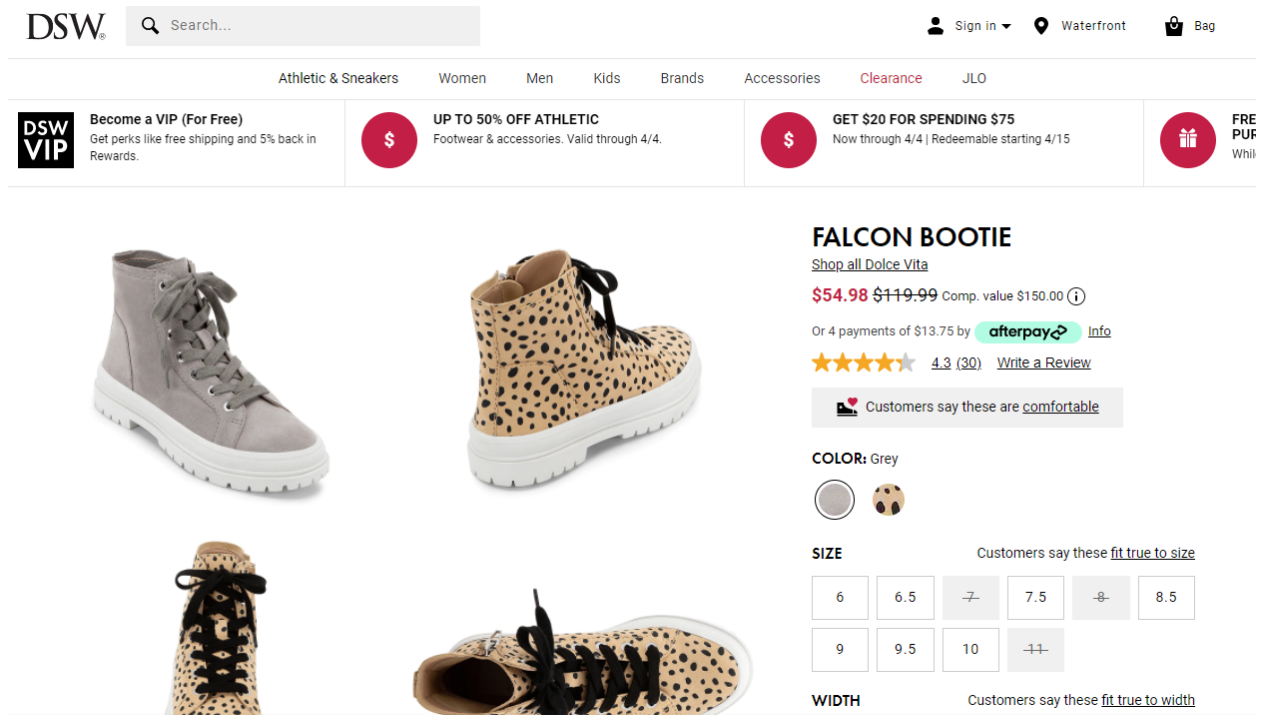 DSW®
Search...
Sign in
Waterfront
Bag
Athletic & Sneakers
Women
Men
Kids
Brands
Accessories
Clearance
JLO
DSW
VIP
Become a VIP (For Free)
Get perks like free shipping and 5% back in
Rewards.
$
UP TO 50% OFF ATHLETIC
Footwear & accessories. Valid through 4/4.
$
GET $20 FOR SPENDING $75
Now through 4/4 | Redeemable starting 4/15
FRE
PUR
Whil
FALCON BOOTIE
Shop all Dolce Vita
$54.98 $119.99 Comp. value $150.00 i
Or 4 payments of $13.75 by afterpay Info
4.3 (30) Write a Review
Customers say these are comfortable
COLOR: Grey
SIZE Customers say these fit true to size
6 6.5 7 7.5 8 8.5
9 9.5 10 11
WIDTH Customers say these fit true to width